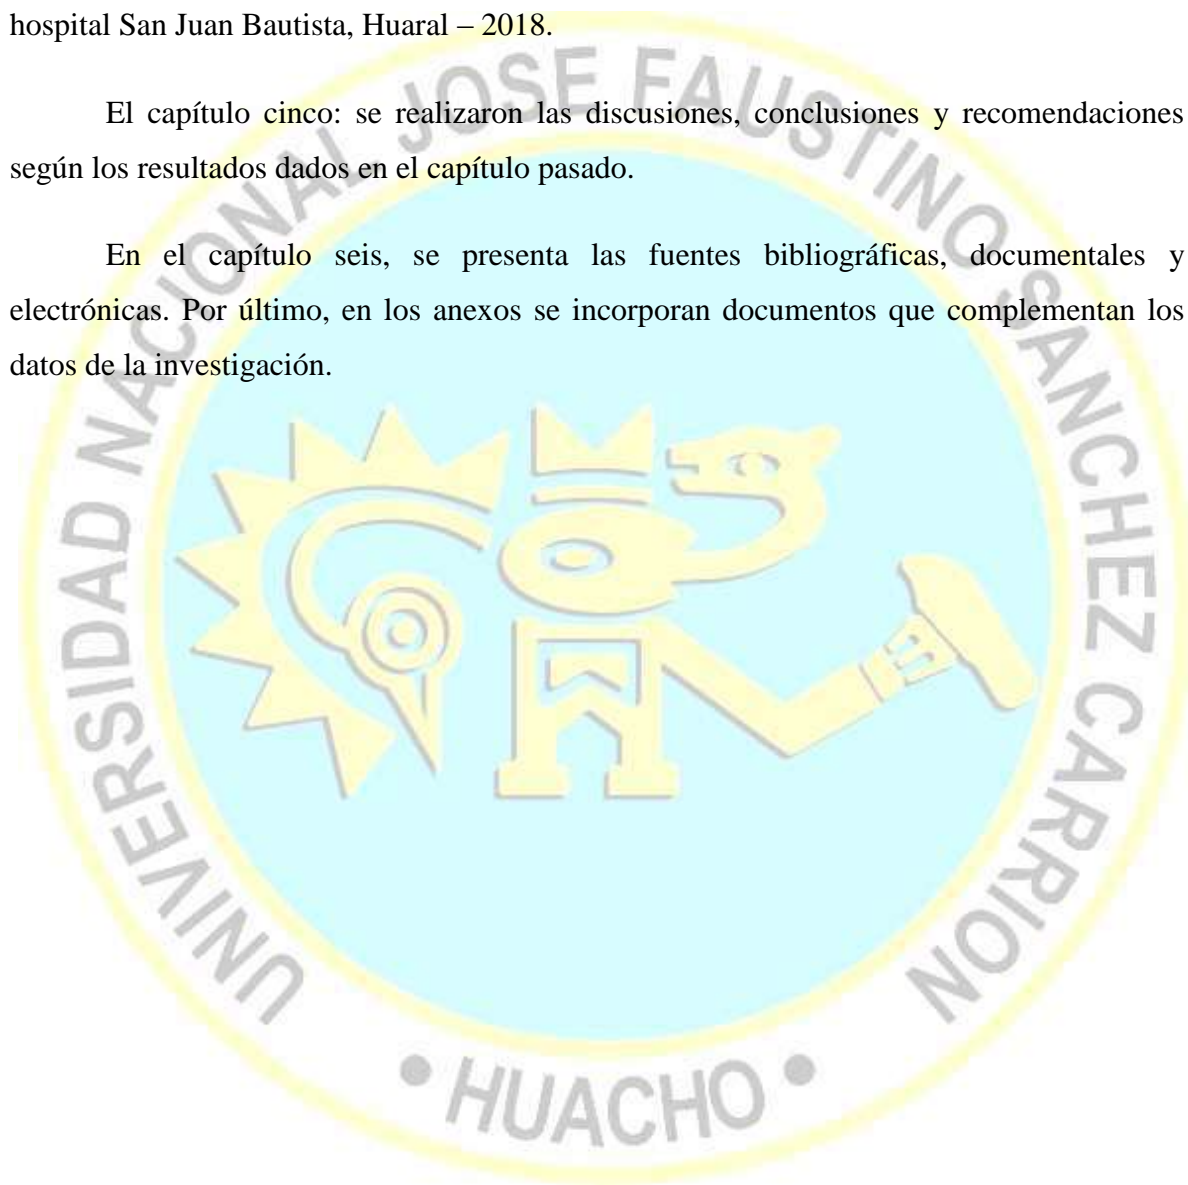 hospital San Juan Bautista, Huaral – 2018.
El capítulo cinco: se realizaron las discusiones, conclusiones y recomendaciones
según los resultados dados en el capítulo pasado.
En el capítulo seis, se presenta las fuentes bibliográficas, documentales y
electrónicas. Por último, en los anexos se incorporan documentos que complementan los
datos de la investigación.
UNIVERSIDAD NACIONAL JOSE FAUSTINO SANCHEZ CARRION
• HUACHO •